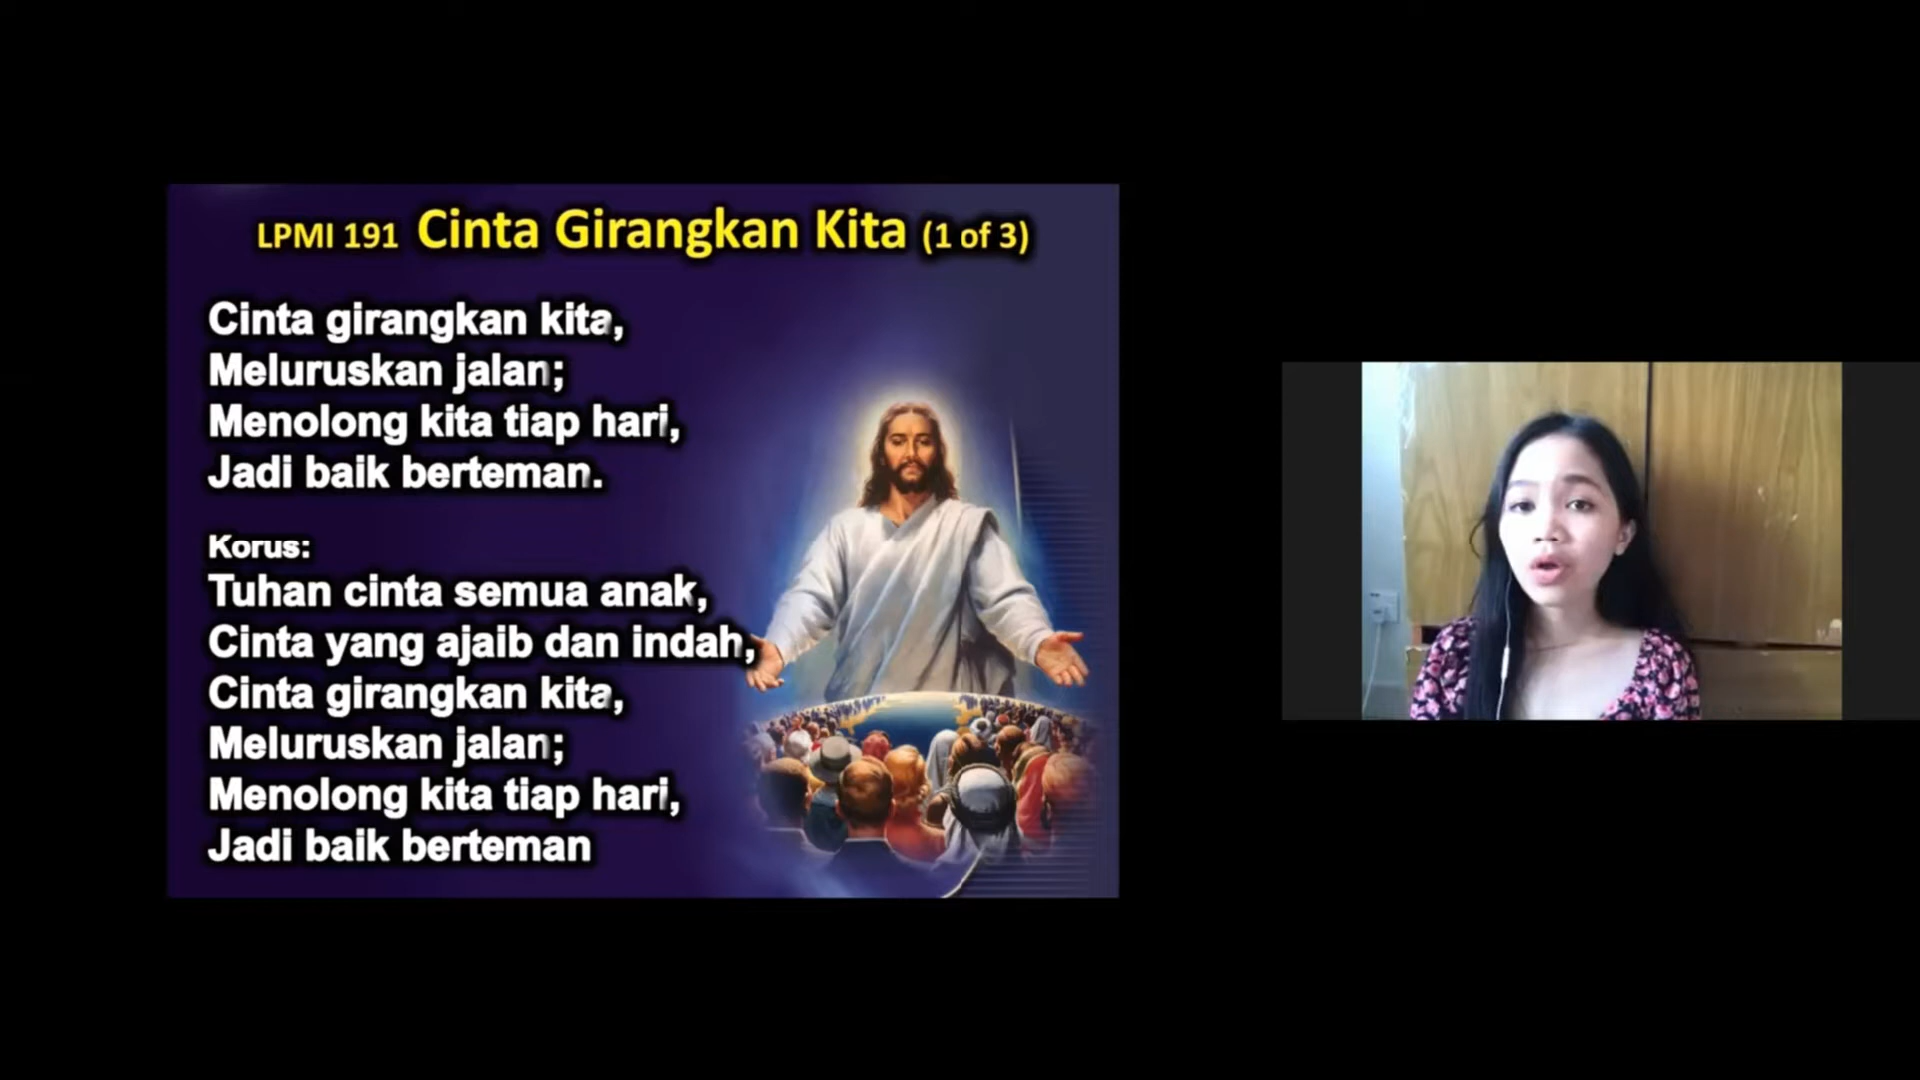 LPMI 191 Cinta Girangkan Kita (1 of 3)
Cinta girangkan kita,
Meluruskan jalan;
Menolong kita tiap hari,
Jadi baik berteman.
Korus:
Tuhan cinta semua anak,
Cinta yang ajaib dan indah,
Cinta girangkan kita,
Meluruskan jalan;
Menolong kita tiap hari,
Jadi baik berteman